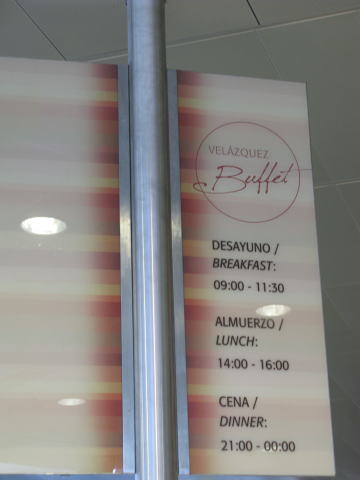 VELÁZQUEZ
Buffet
DESAYUNO /
BREAKFAST:
09:00 - 11:30
ALMUERZO /
LUNCH:
14:00 - 16:00
CENA /
DINNER:
21:00 - 00:00